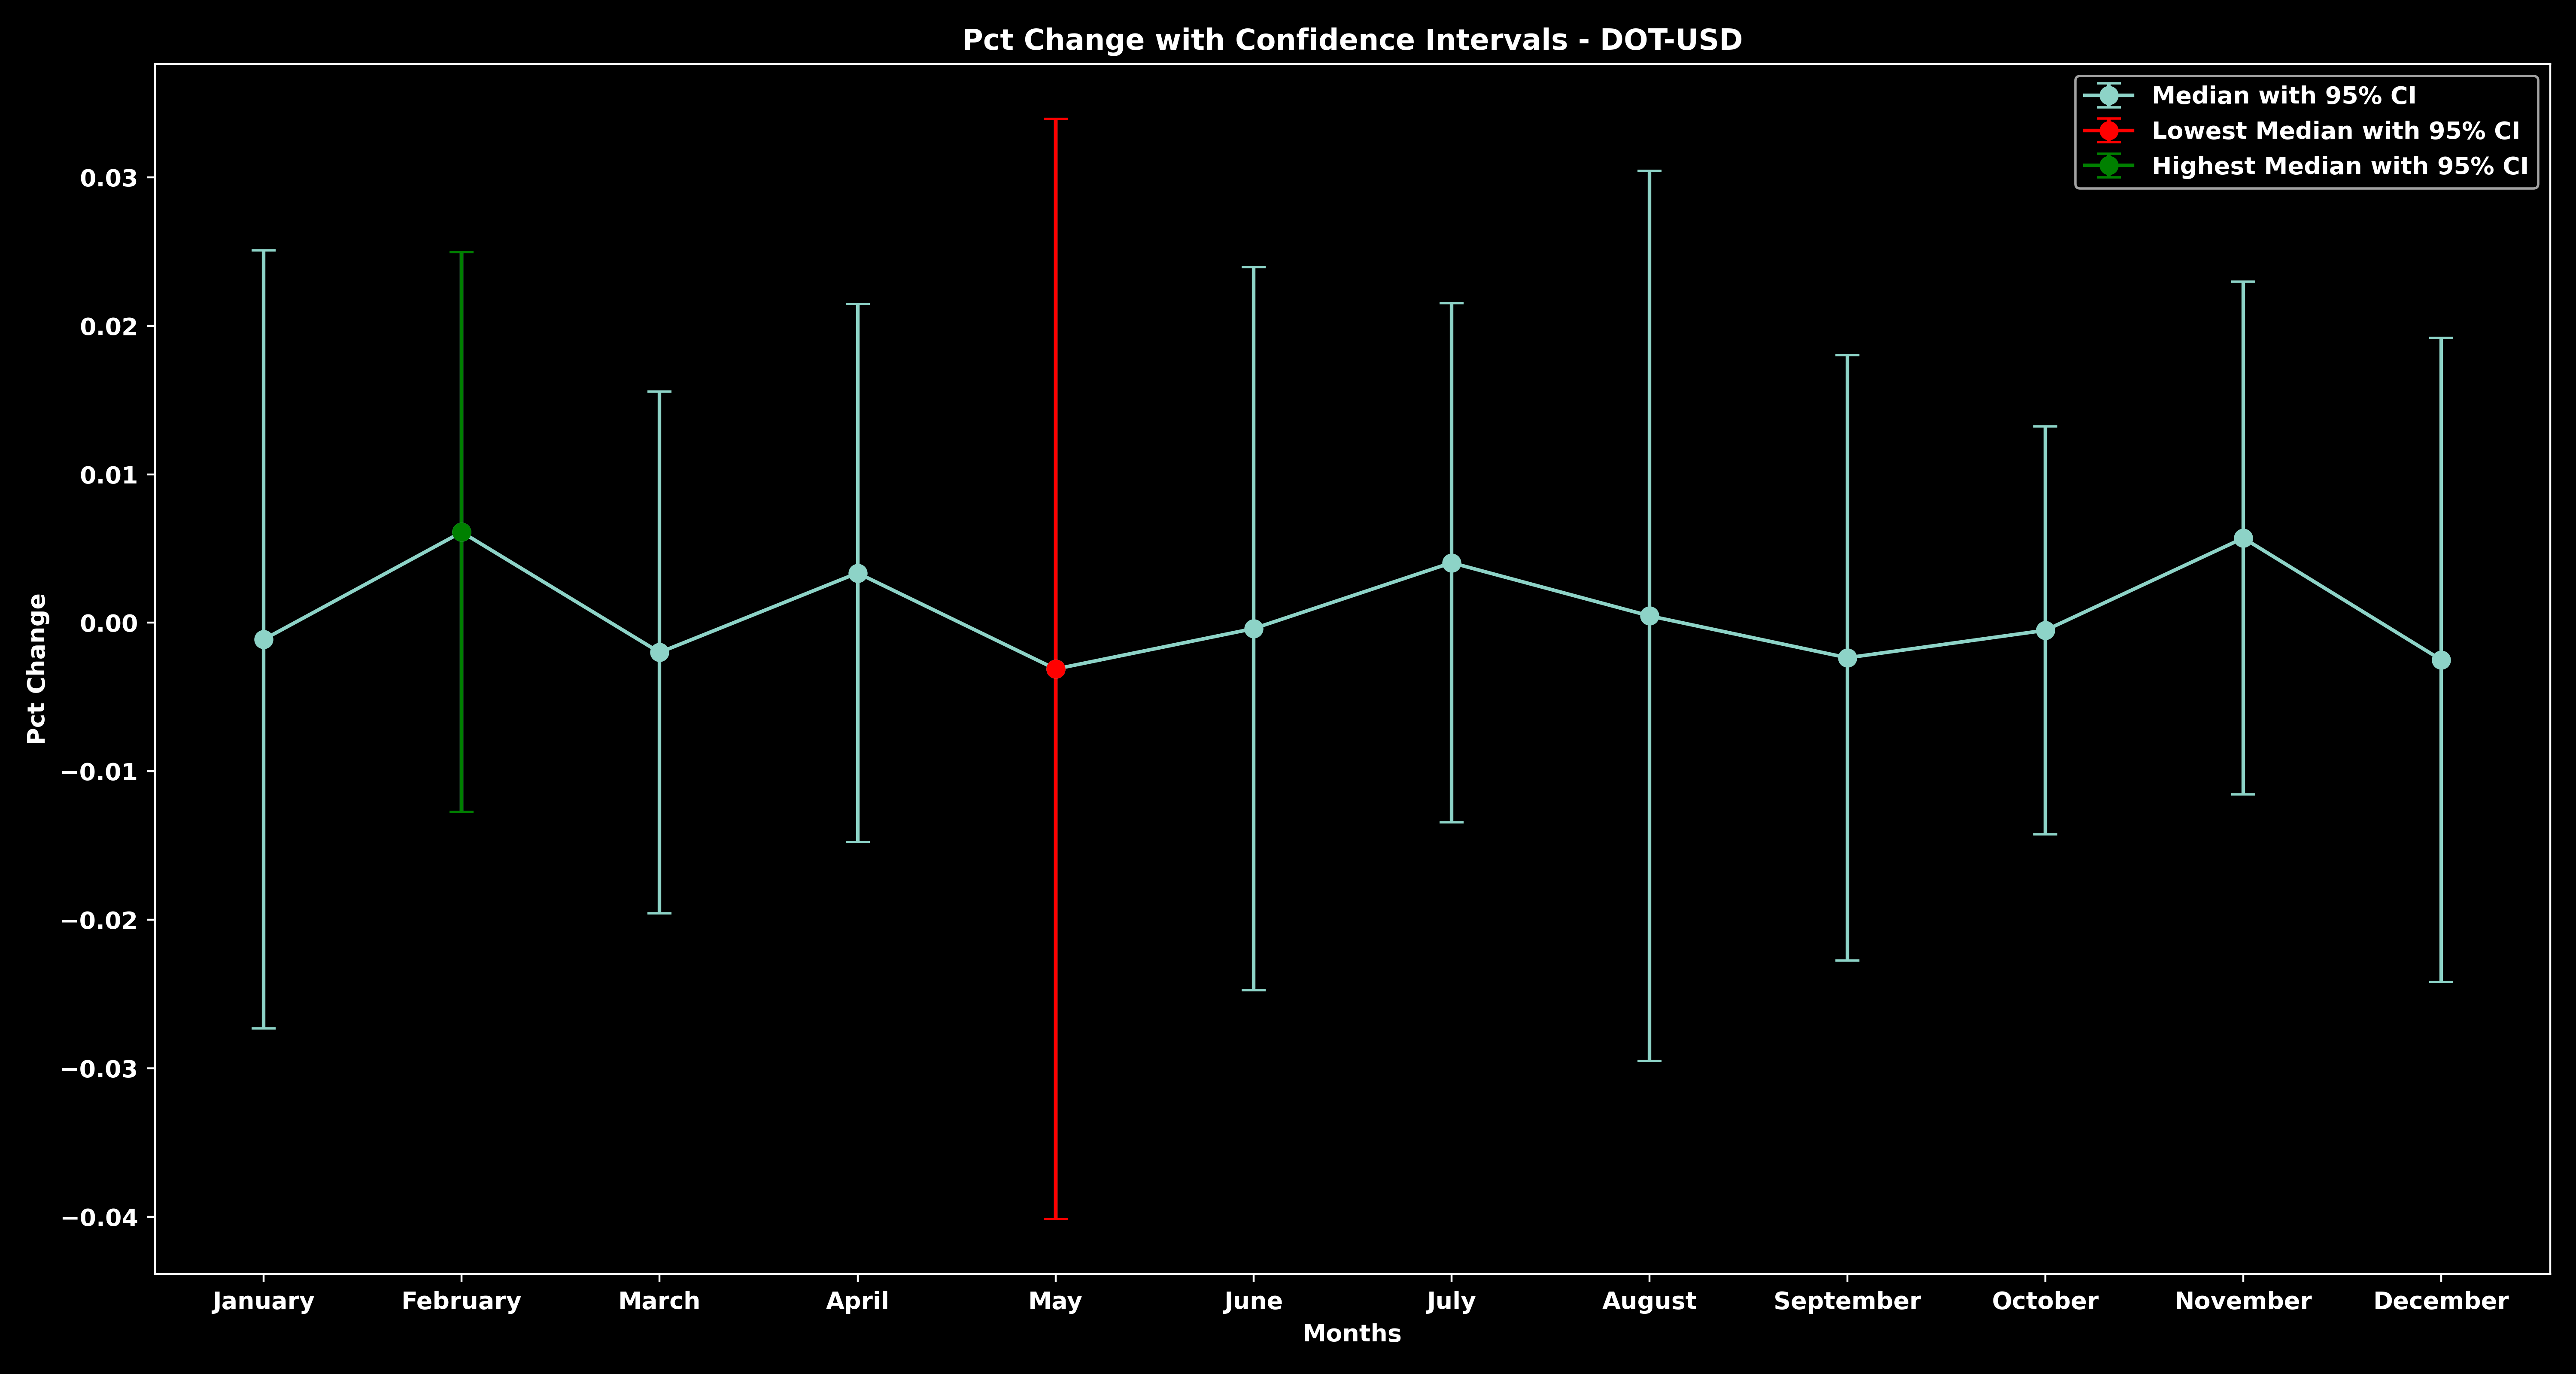 Pct Change with Confidence Intervals - DOT-USD
Median with 95% CI
Lowest Median with 95% CI
Highest Median with 95% CI
Pct Change
0.03
0.02
0.01
0.00
−0.01
−0.02
−0.03
−0.04
January February March April May June July August September October November December
Months